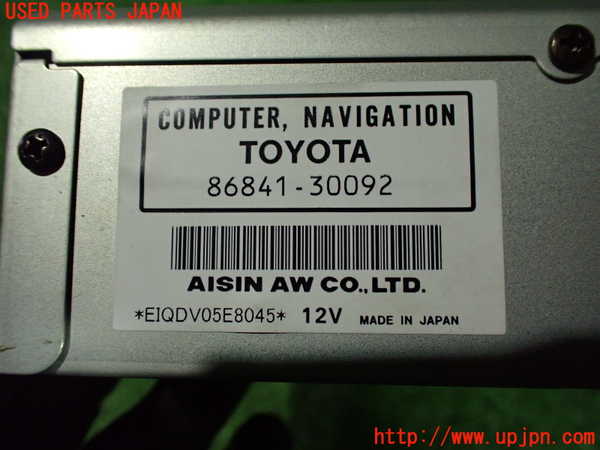 USED PARTS JAPAN
COMPUTER, NAVIGATION
TOYOTA
86841-30092
AISIN AW CO.,LTD.
*EIQDV05E8045* 12V MADE IN JAPAN
http://www.upjpn.com/